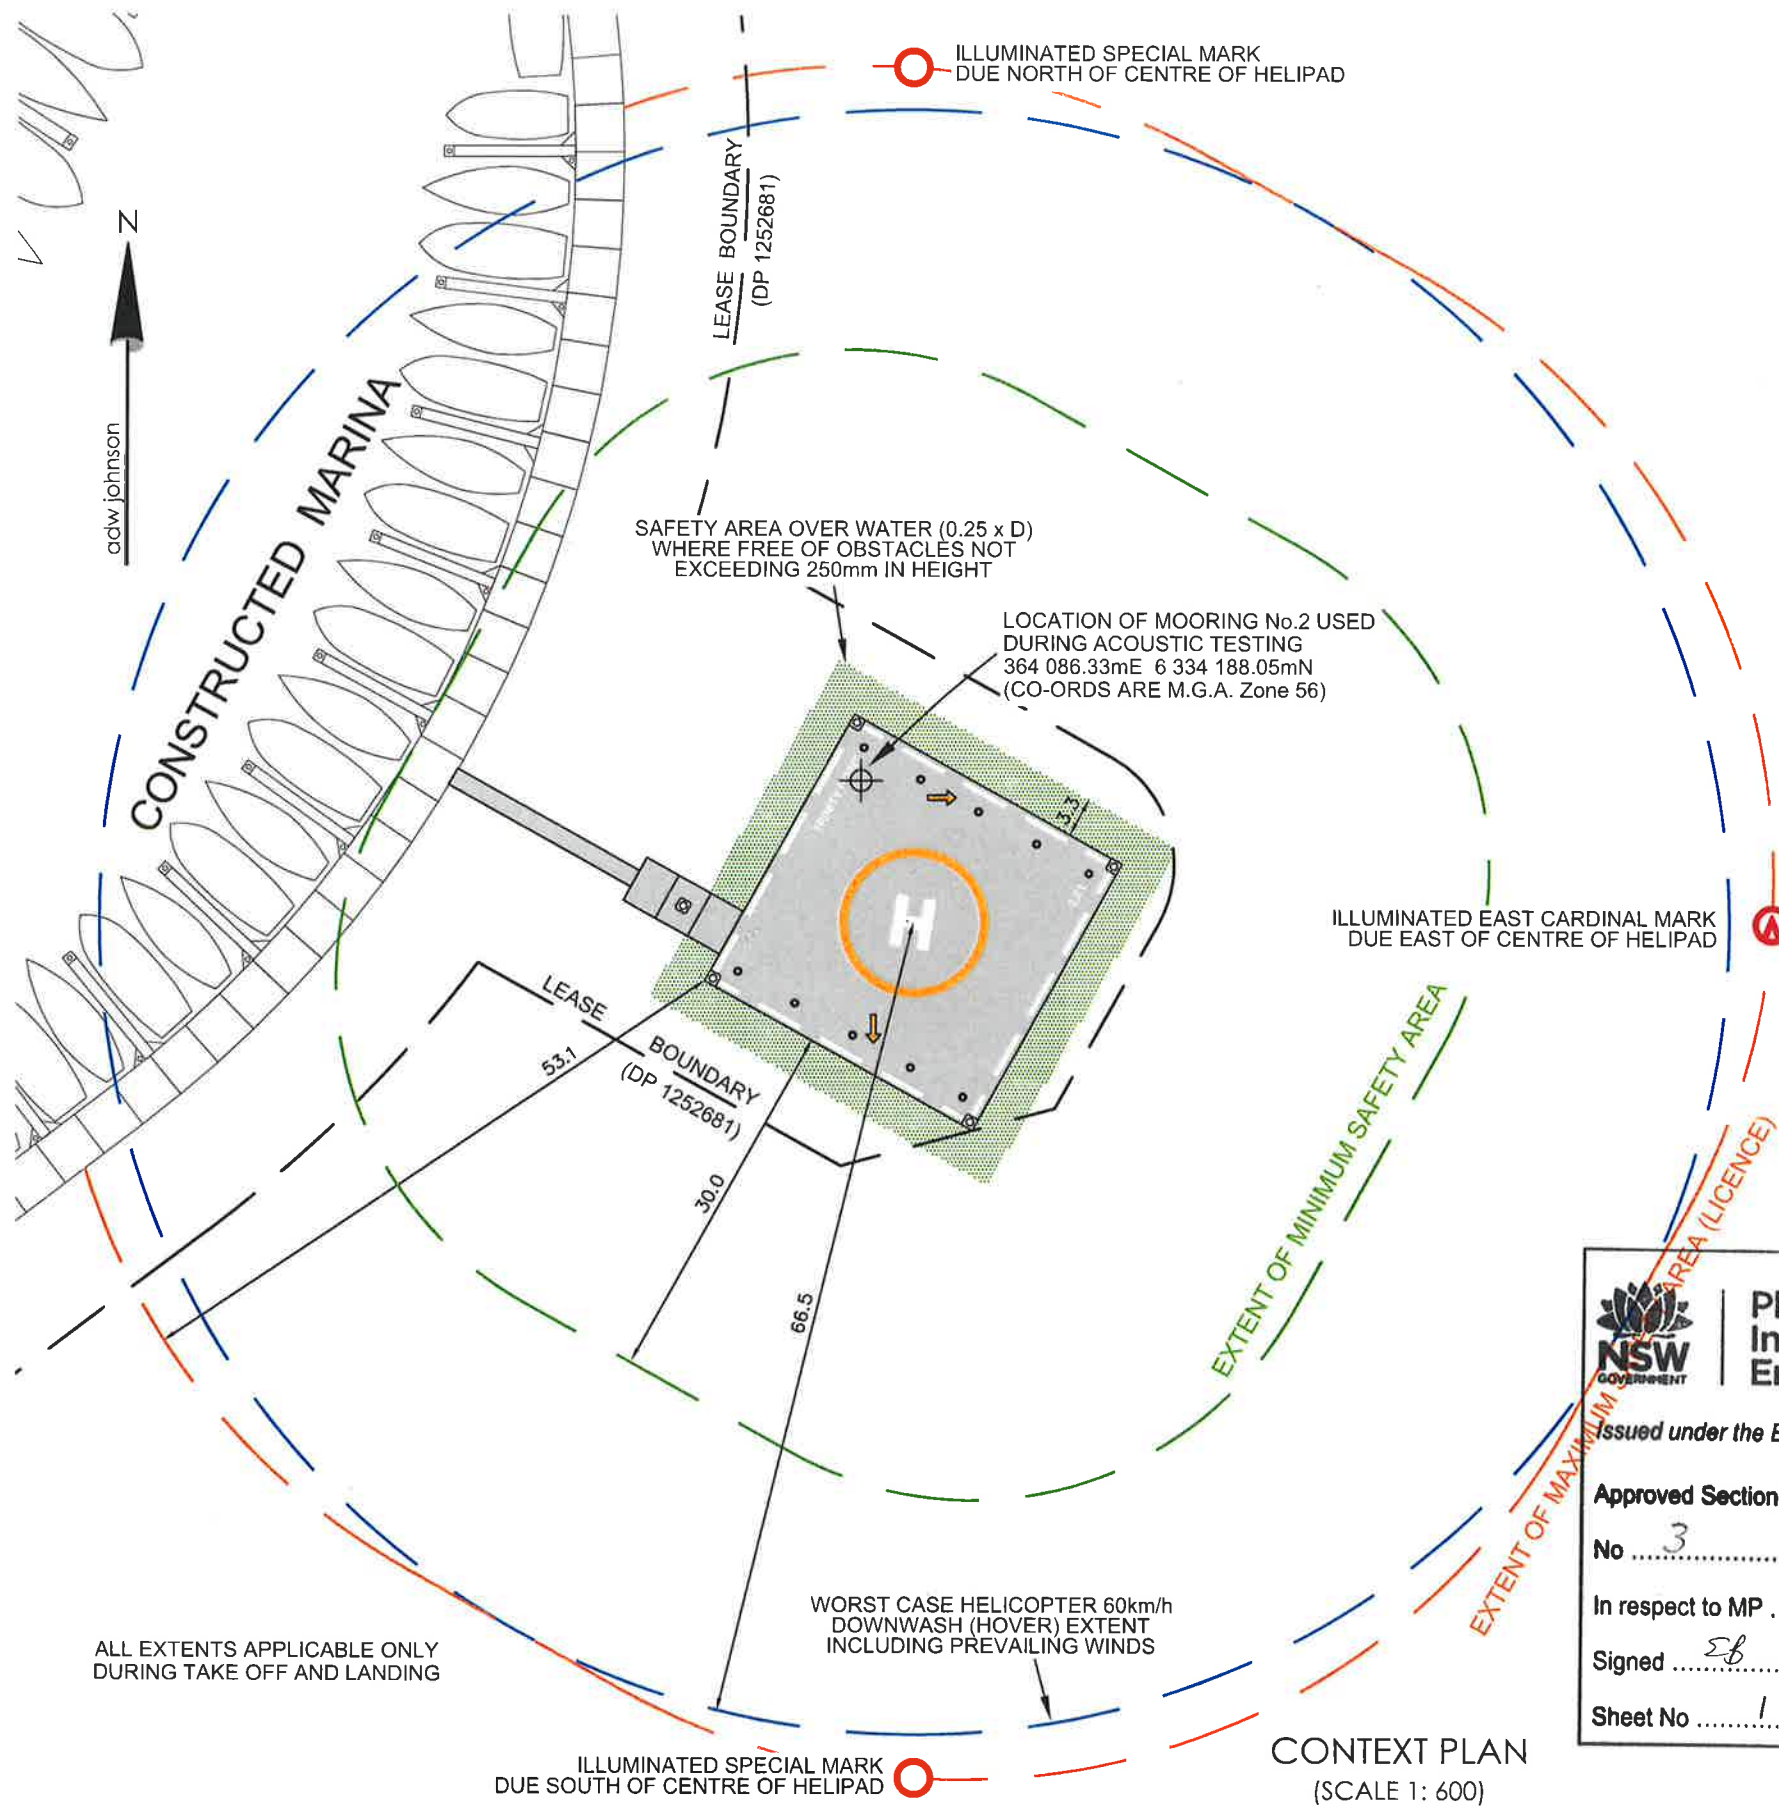 ILLUMINATED SPECIAL MARK
DUE NORTH OF CENTRE OF HELIPAD
N
adw johnson
LEASE BOUNDARY
(DP 1252681)
CONSTRUCTED MARINA
SAFETY AREA OVER WATER (0.25 x D)
WHERE FREE OF OBSTACLES NOT
EXCEEDING 250mm IN HEIGHT
LOCATION OF MOORING No.2 USED
DURING ACOUSTIC TESTING
364 086.33mE 6 334 188.05mN
(CO-ORDS ARE M.G.A. Zone 56)
3.3
H
ILLUMINATED EAST CARDINAL MARK
DUE EAST OF CENTRE OF HELIPAD
LEASE BOUNDARY
(DP 1252681)
53.1
30.0
66.5
EXTENT OF MINIMUM SAFETY AREA
EXTENT OF MAXIMUM AREA (LICENCE)
NSW
GOVERNMENT
Issued under the
Approved Section
No 3
In respect to MP
Signed
Sheet No 1
WORST CASE HELICOPTER 60km/h
DOWNWASH (HOVER) EXTENT
INCLUDING PREVAILING WINDS
ALL EXTENTS APPLICABLE ONLY
DURING TAKE OFF AND LANDING
ILLUMINATED SPECIAL MARK
DUE SOUTH OF CENTRE OF HELIPAD
CONTEXT PLAN
(SCALE 1: 600)